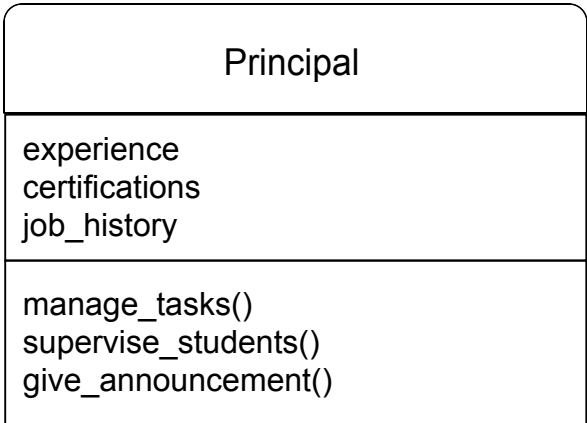 Principal
experience
certifications
job_history
manage_tasks()
supervise_students()
give_announcement()